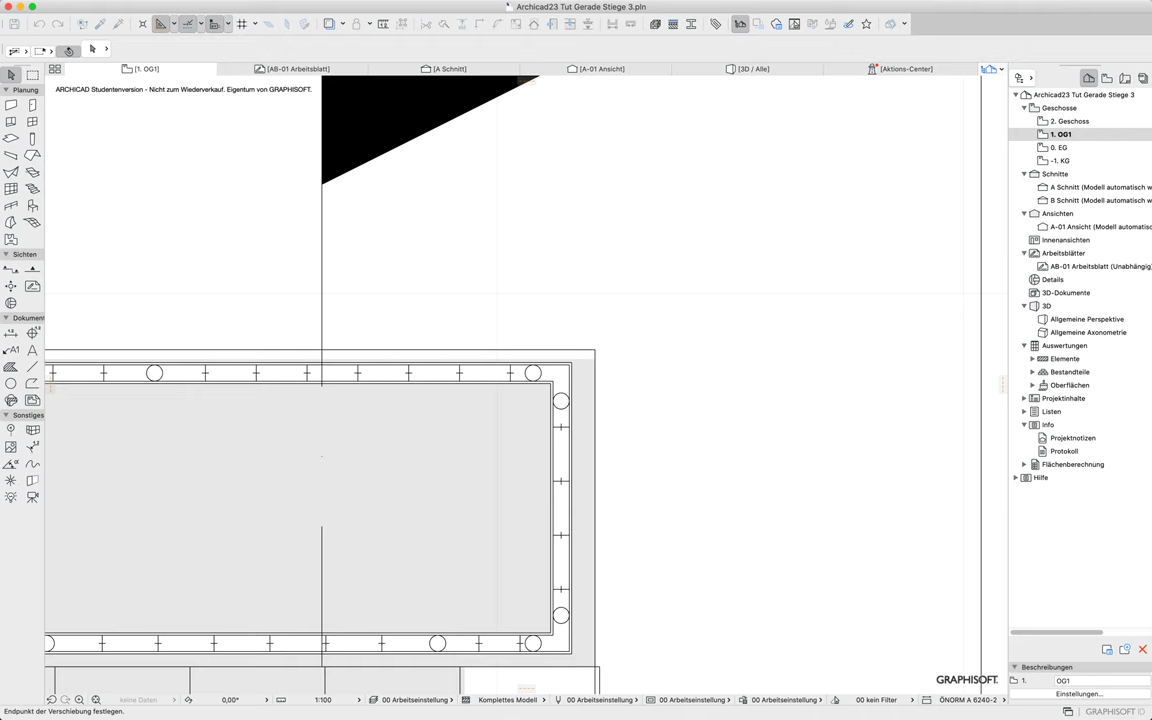 Archicad23 Tut Gerade Stiege 3.pln
[1. OG1]
[AB-01 Arbeitsblatt]
[A Schnitt]
[A-01 Ansicht]
[3D / Alle]
[Aktions-Center]
Planung
Sichten
Dokument
A1
A
Sonstiges
ARCHICAD Studentenversion - Nicht zum Wiederverkauf. Eigentum von GRAPHISOFT.
GRAPHISOFT.
Archicad23 Tut Gerade Stiege 3
Geschosse
2. Geschoss
1. OG1
0. EG
-1. KG
Schnitte
A Schnitt (Modell automatisch w
B Schnitt (Modell automatisch w
Ansichten
A-01 Ansicht (Modell automatisc
Innenansichten
Arbeitsblätter
AB-01 Arbeitsblatt (Unabhängig)
Details
3D-Dokumente
3D
Allgemeine Perspektive
Allgemeine Axonometrie
Auswertungen
Elemente
Bestandteile
Oberflächen
Projektinhalte
Listen
Info
Projektnotizen
Protokoll
Flächenberechnung
Hilfe
Beschreibungen
1. OG1
Einstellungen...
keine Daten
0,00°
1:100
00 Arbeitseinstellung
Komplettes Modell
00 Arbeitseinstellung
00 Arbeitseinstellung
00 Arbeitseinstellung
00 kein Filter
ÖNORM A 6240-2
Endpunkt der Verschiebung festlegen.
GRAPHISOFT ID